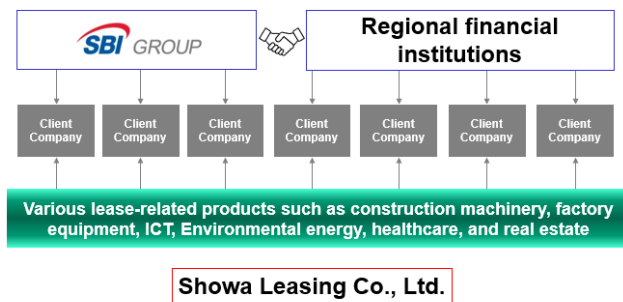 SBI GROUP
Regional financial
institutions
Client
Company
Client
Company
Client
Company
Client
Company
Client
Company
Client
Company
Client
Company
Various lease-related products such as construction machinery, factory
equipment, ICT, Environmental energy, healthcare, and real estate
Showa Leasing Co., Ltd.